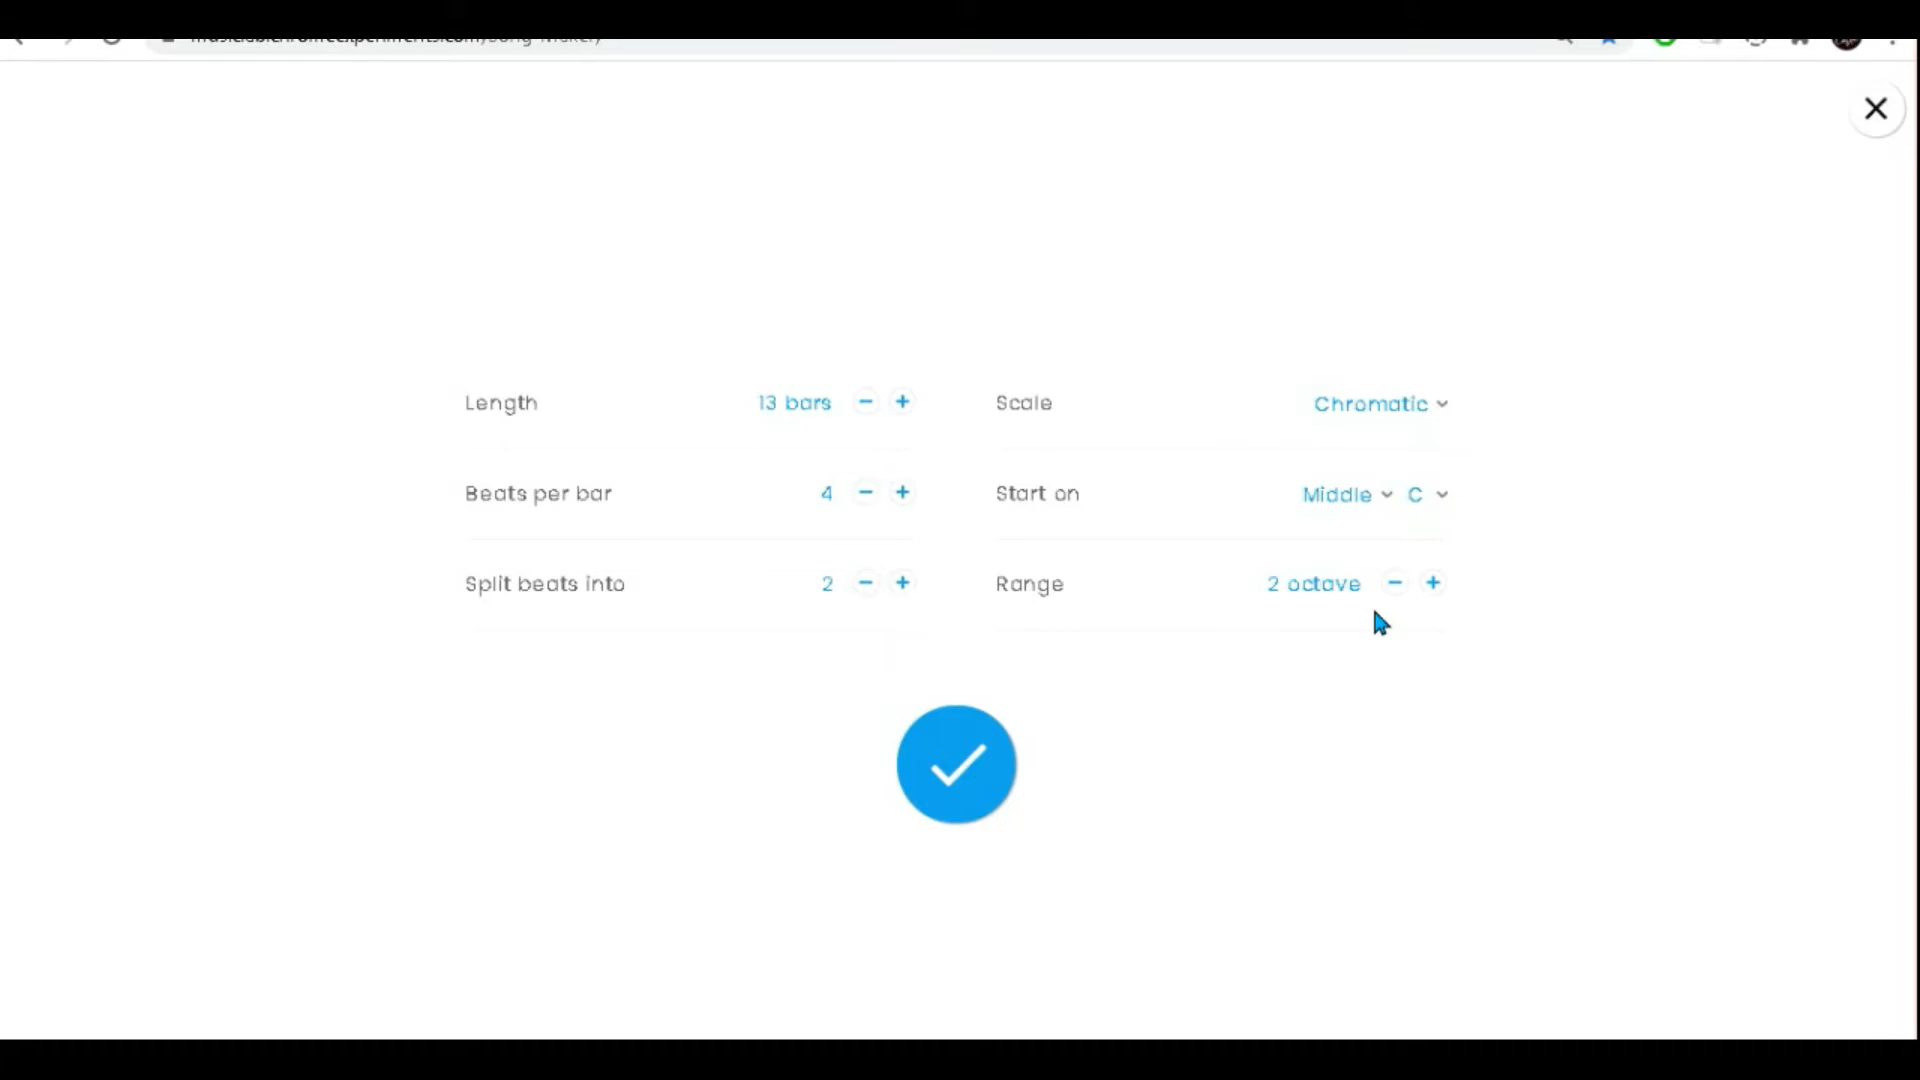 Length 13 bars − + Scale Chromatic
Beats per bar 4 − + Start on Middle C
Split beats into 2 − + Range 2 octave − +